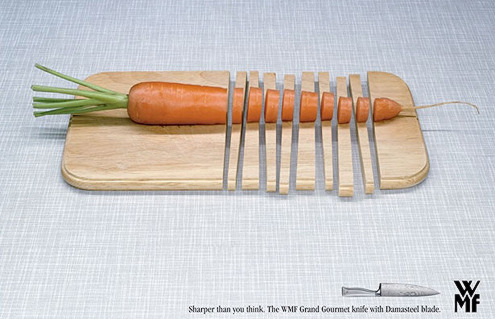 Sharper than you think. The WMF Grand Gourmet knife with Damasteel blade.
WMF